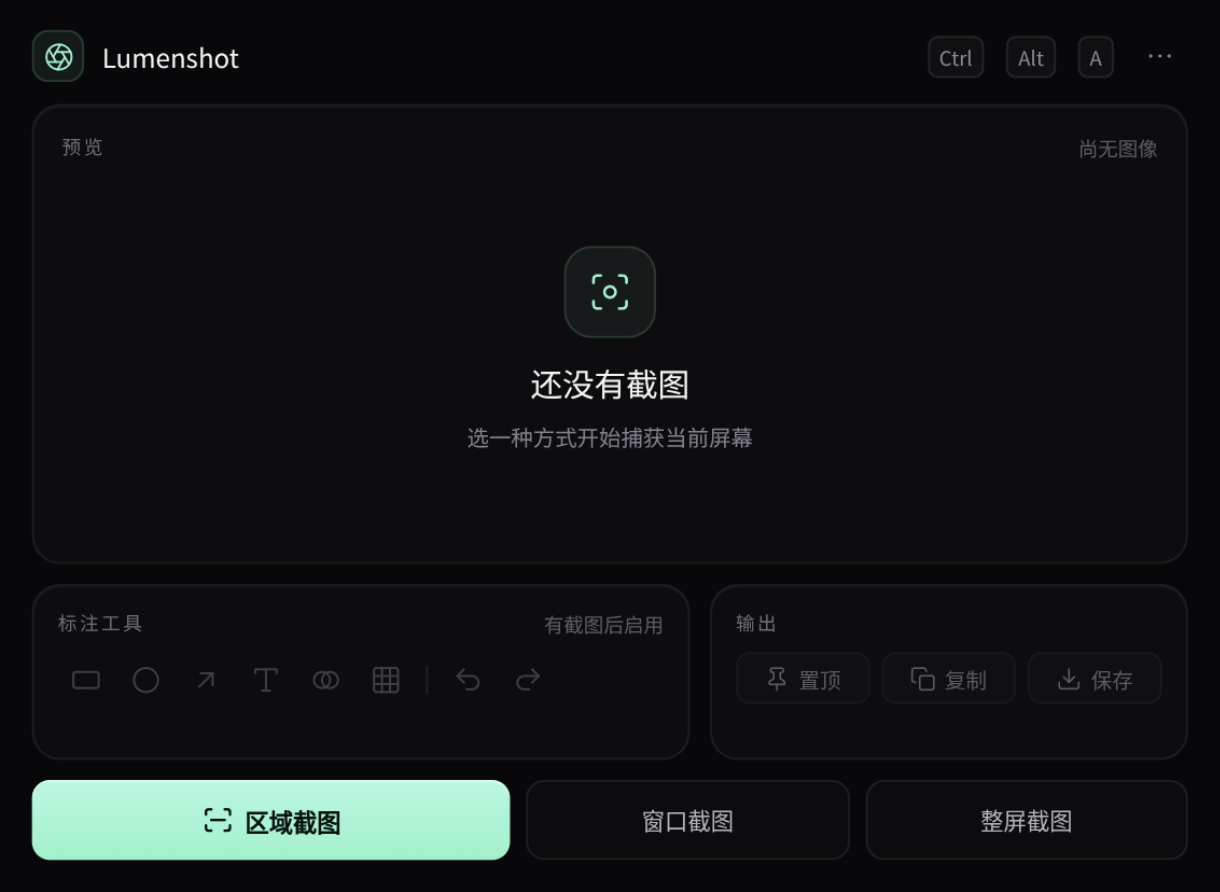 Lumenshot
Ctrl Alt A ···
预览
尚无图像
还没有截图
选一种方式开始捕获当前屏幕
标注工具
有截图后启用
输出
置顶 复制 保存
区域截图 窗口截图 整屏截图